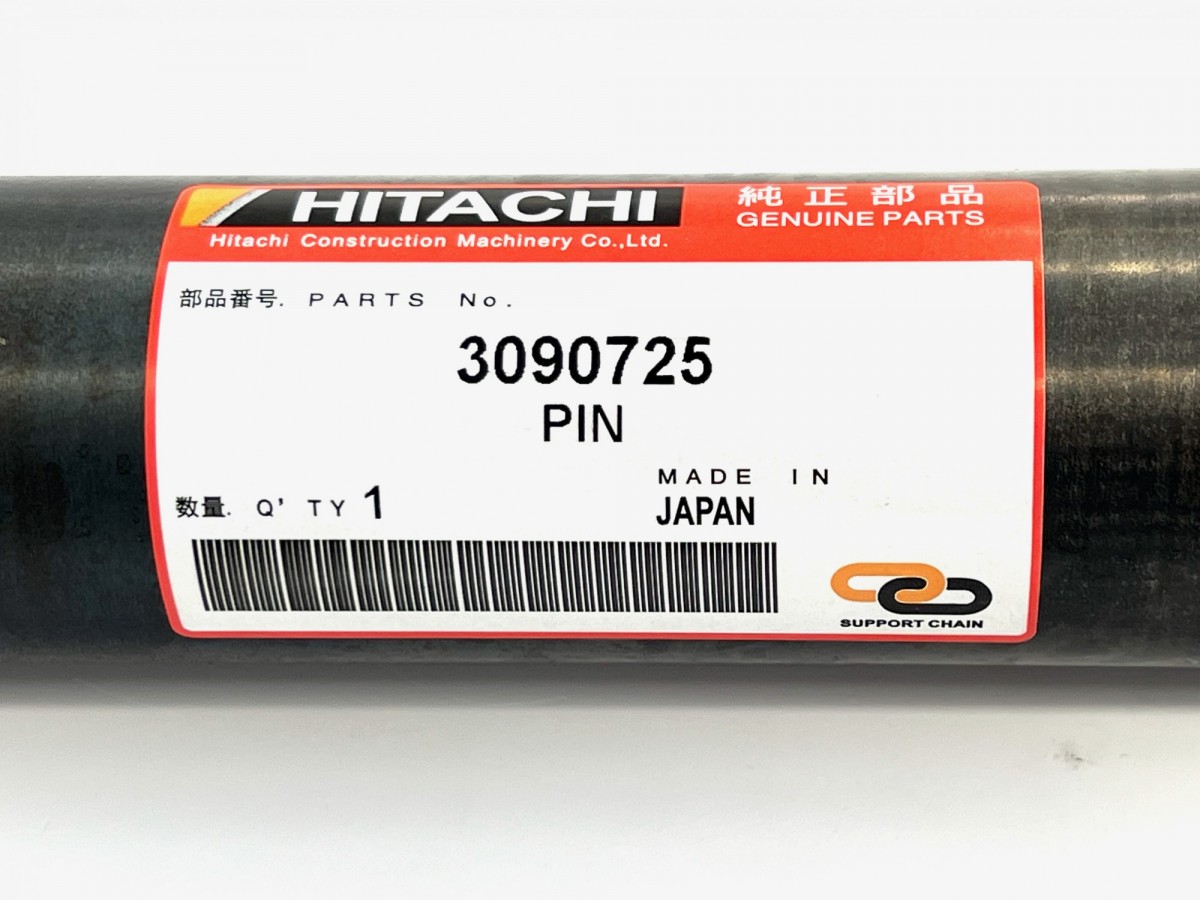 HITACHI
Hitachi Construction Machinery Co.,Ltd.
純正部品
GENUINE PARTS
部品番号. PARTS No.
3090725
PIN
MADE IN
JAPAN
数量. Q'TY 1
SUPPORT CHAIN